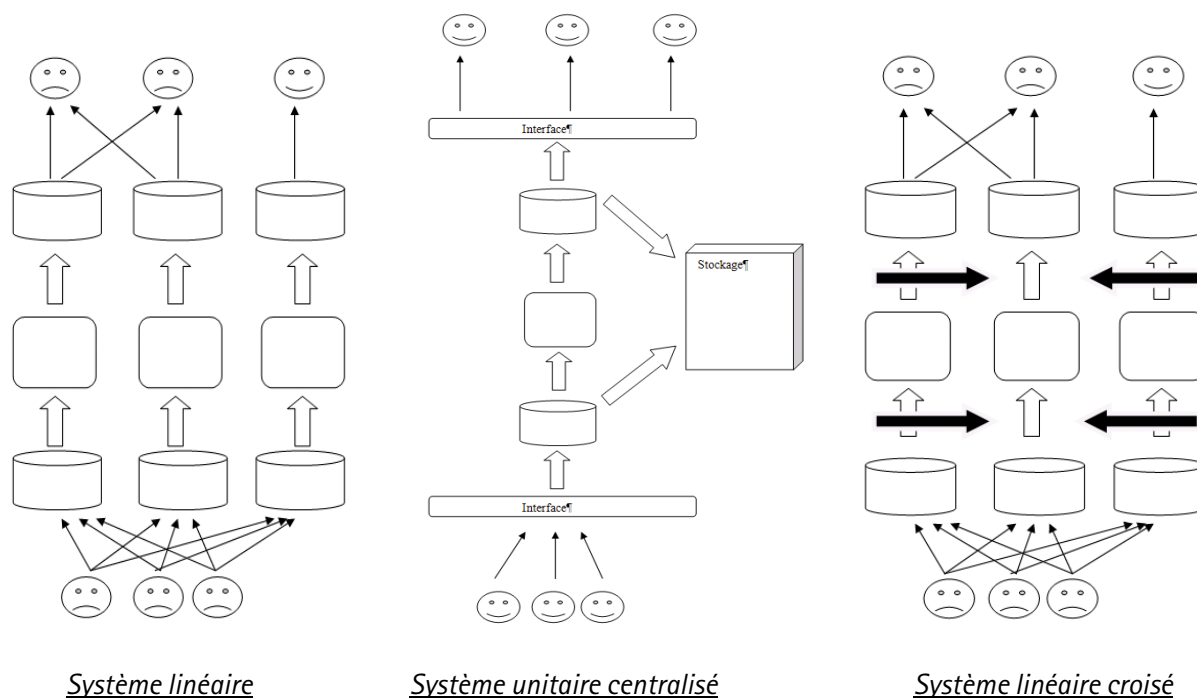 Interface¶
Stockage¶
Interface¶
Système linéaire
Système unitaire centralisé
Système linéaire croisé